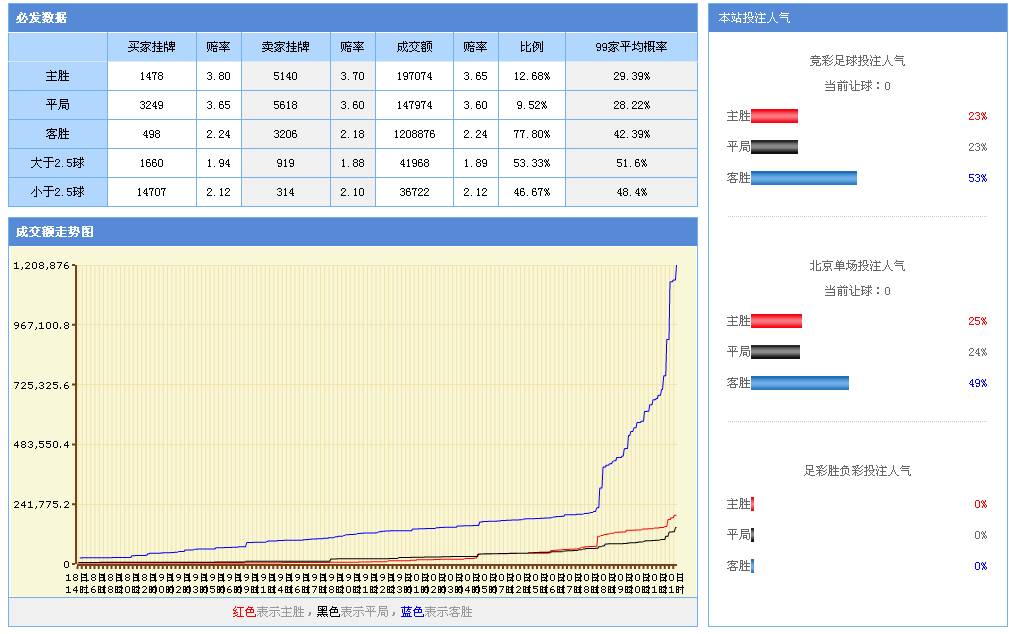 必发数据
买家挂牌 赔率 卖家挂牌 赔率 成交额 赔率 比例 99家平均概率
主胜 1478 3.80 5140 3.70 197074 3.65 12.68% 29.39%
平局 3249 3.65 5618 3.60 147974 3.60 9.52% 28.22%
客胜 498 2.24 3206 2.18 1208876 2.24 77.80% 42.39%
大于2.5球 1660 1.94 919 1.88 41968 1.89 53.33% 51.6%
小于2.5球 14707 2.12 314 2.10 36722 2.12 46.67% 48.4%
成交额走势图
1,208,876
967,100.8
725,325.6
483,550.4
241,775.2
0
红色表示主胜，黑色表示平局，蓝色表示客胜
本站投注人气
竞彩足球投注人气
当前让球：0
主胜 23%
平局 23%
客胜 53%
北京单场投注人气
当前让球：0
主胜 25%
平局 24%
客胜 49%
足彩胜负彩投注人气
主胜 0%
平局 0%
客胜 0%